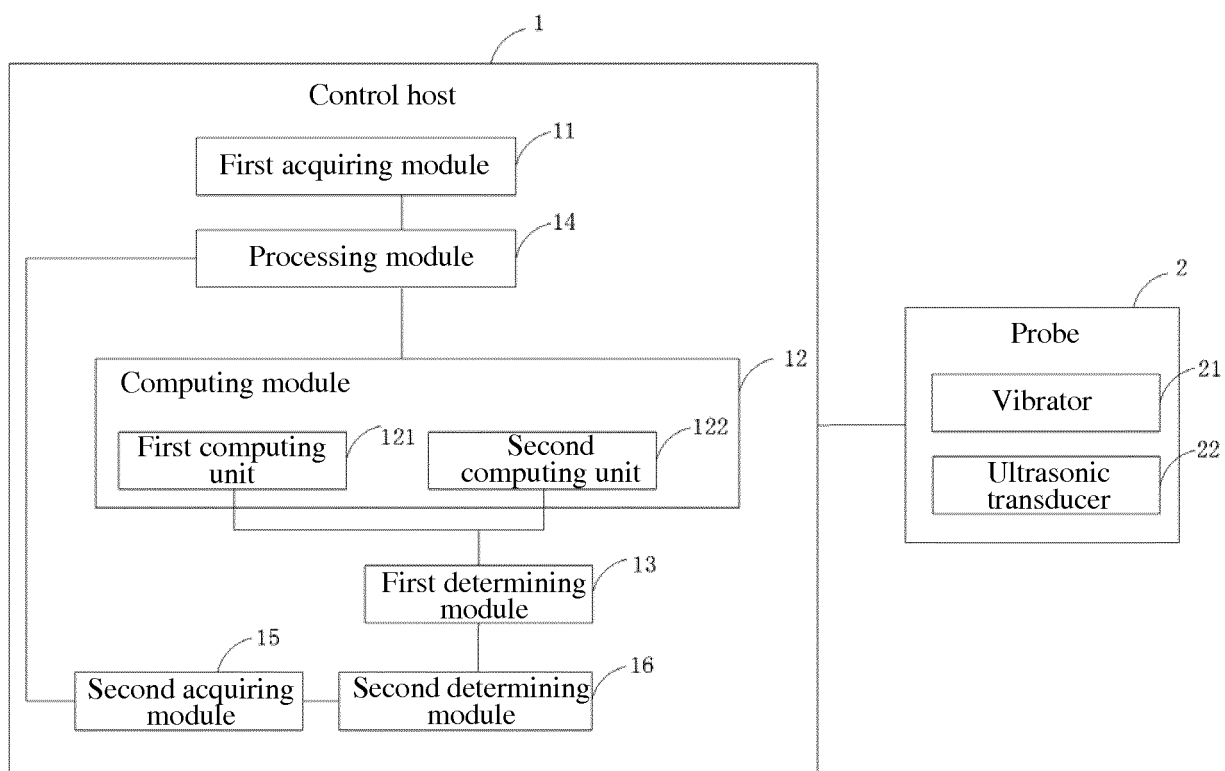 1
Control host
11
First acquiring module
14
Processing module
2
Probe
12
Computing module
21
Vibrator
121
First computing
unit
122
Second
computing unit
22
Ultrasonic
transducer
13
First determining
module
15
Second acquiring
module
16
Second determining
module